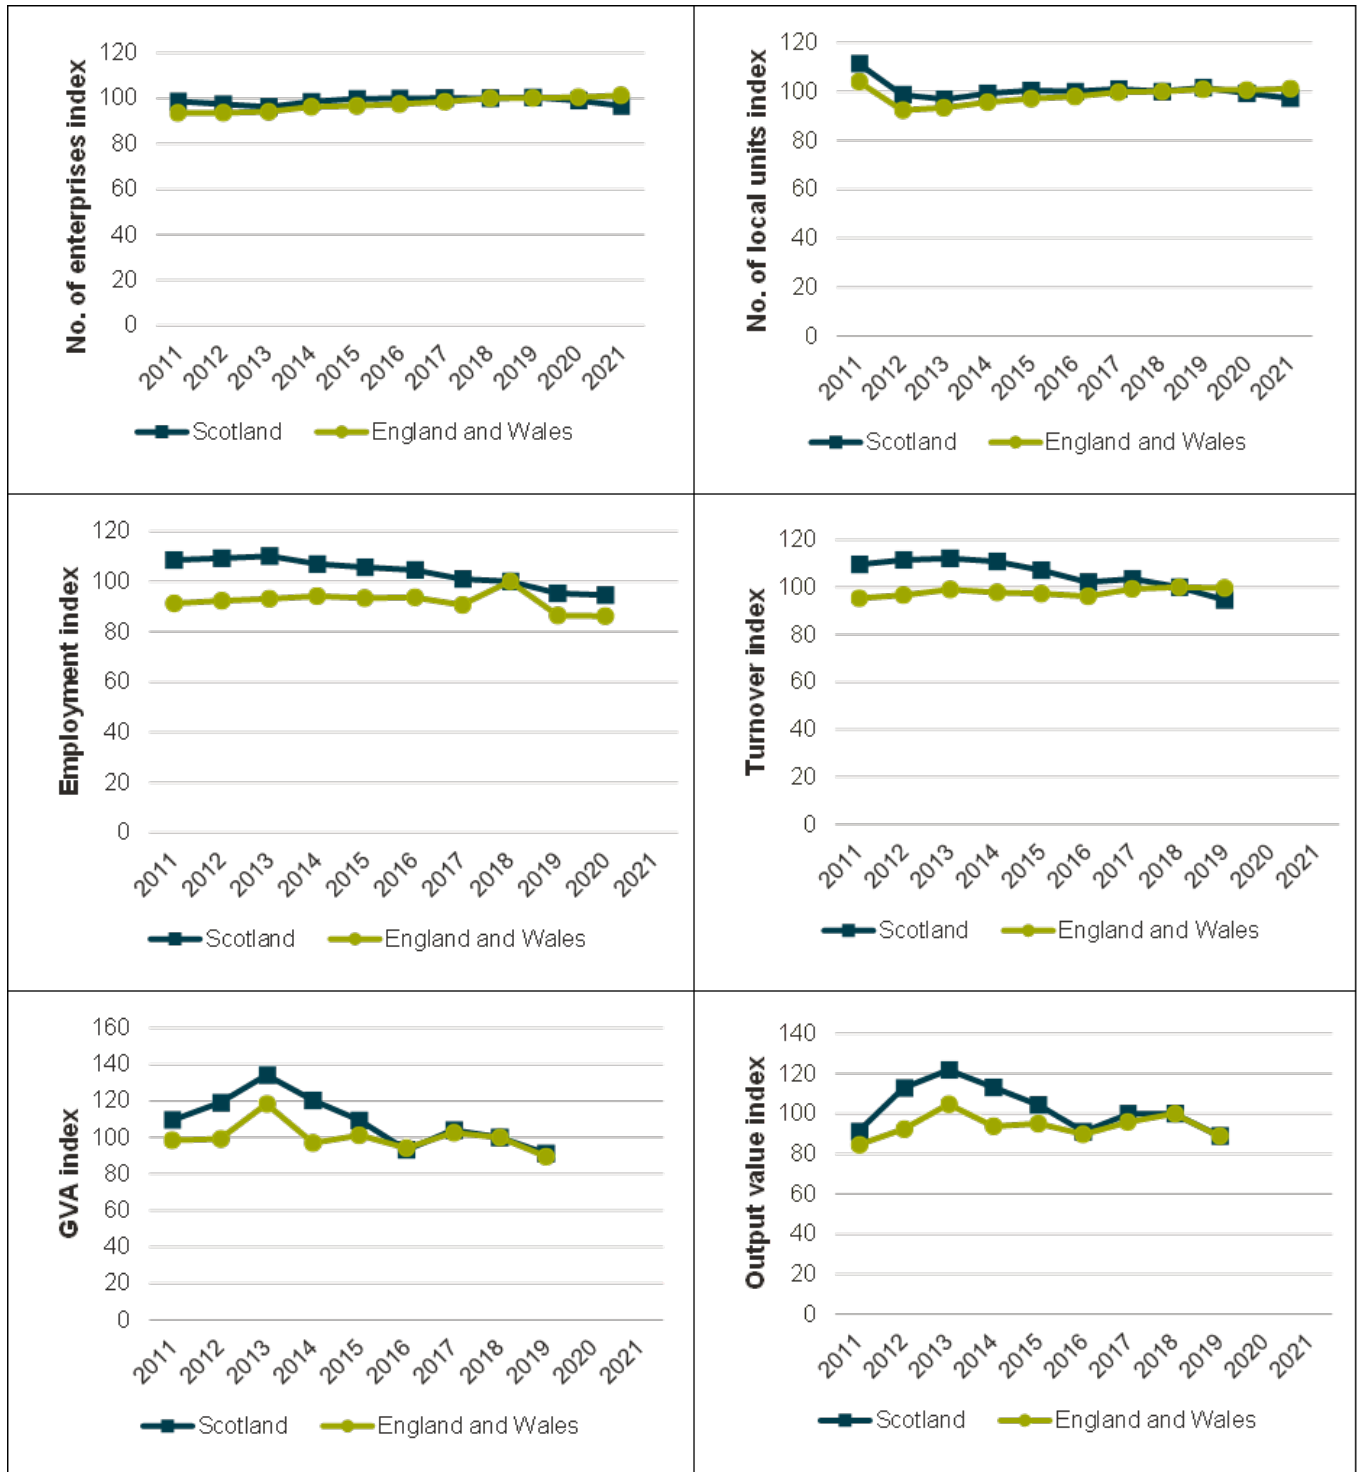 No. of enterprises index
120
100
80
60
40
20
0
2011 2012 2013 2014 2015 2016 2017 2018 2019 2020 2021
Scotland England and Wales
No. of local units index
120
100
80
60
40
20
0
2011 2012 2013 2014 2015 2016 2017 2018 2019 2020 2021
Scotland England and Wales
Employment index
120
100
80
60
40
20
0
2011 2012 2013 2014 2015 2016 2017 2018 2019 2020 2021
Scotland England and Wales
Turnover index
120
100
80
60
40
20
0
2011 2012 2013 2014 2015 2016 2017 2018 2019 2020 2021
Scotland England and Wales
GVA index
160
140
120
100
80
60
40
20
0
2011 2012 2013 2014 2015 2016 2017 2018 2019 2020 2021
Scotland England and Wales
Output value index
140
120
100
80
60
40
20
0
2011 2012 2013 2014 2015 2016 2017 2018 2019 2020 2021
Scotland England and Wales